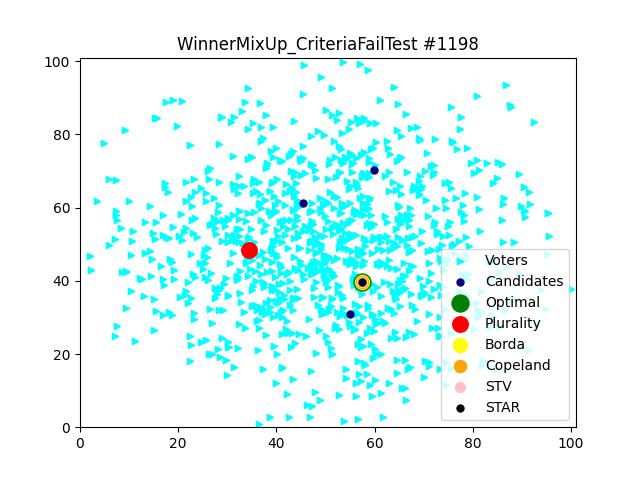 WinnerMixUp_CriteriaFailTest #1198
100
80
60
40
20
0
0 20 40 60 80 100
Voters
Candidates
Optimal
Plurality
Borda
Copeland
STV
STAR